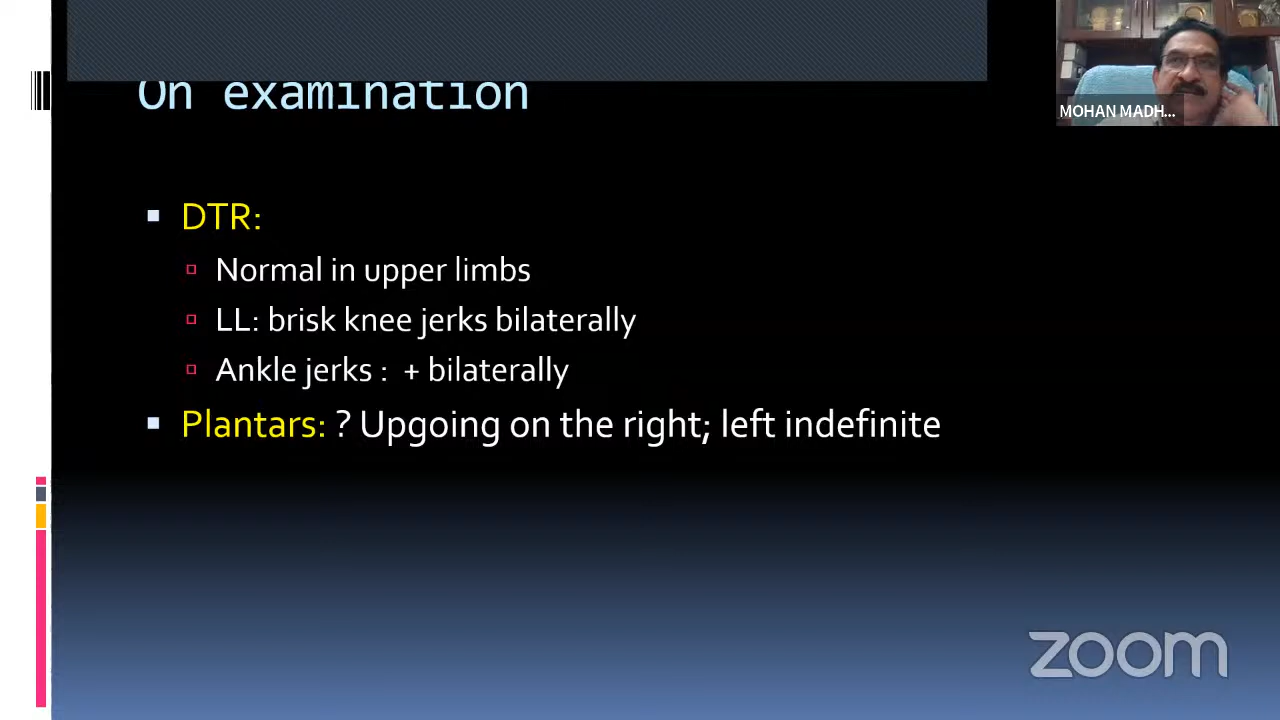 On examination
MOHAN MADH...
DTR:
Normal in upper limbs
LL: brisk knee jerks bilaterally
Ankle jerks : + bilaterally
Plantars: ? Upgoing on the right; left indefinite
zoom